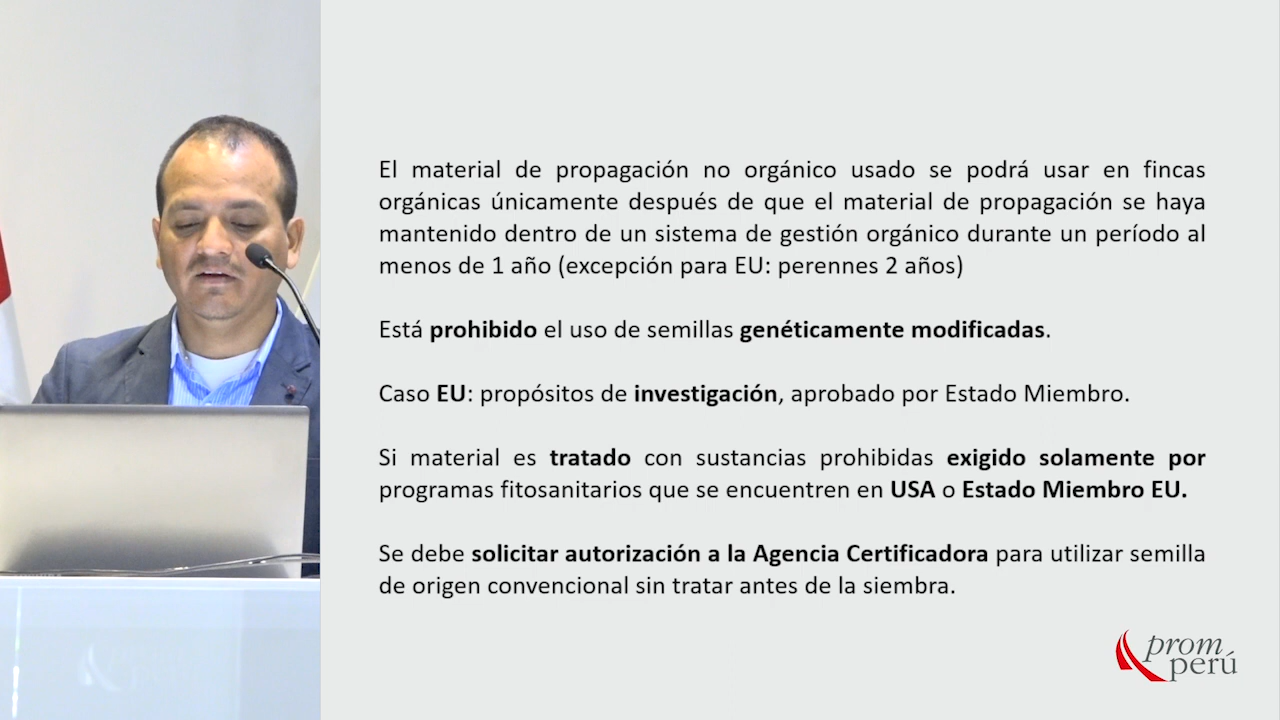 El material de propagación no orgánico usado se podrá usar en fincas
orgánicas únicamente después de que el material de propagación se haya
mantenido dentro de un sistema de gestión orgánico durante un período al
menos de 1 año (excepción para EU: perennes 2 años)
Está prohibido el uso de semillas genéticamente modificadas.
Caso EU: propósitos de investigación, aprobado por Estado Miembro.
Si material es tratado con sustancias prohibidas exigido solamente por
programas fitosanitarios que se encuentren en USA o Estado Miembro EU.
Se debe solicitar autorización a la Agencia Certificadora para utilizar semilla
de origen convencional sin tratar antes de la siembra.
prom
perú